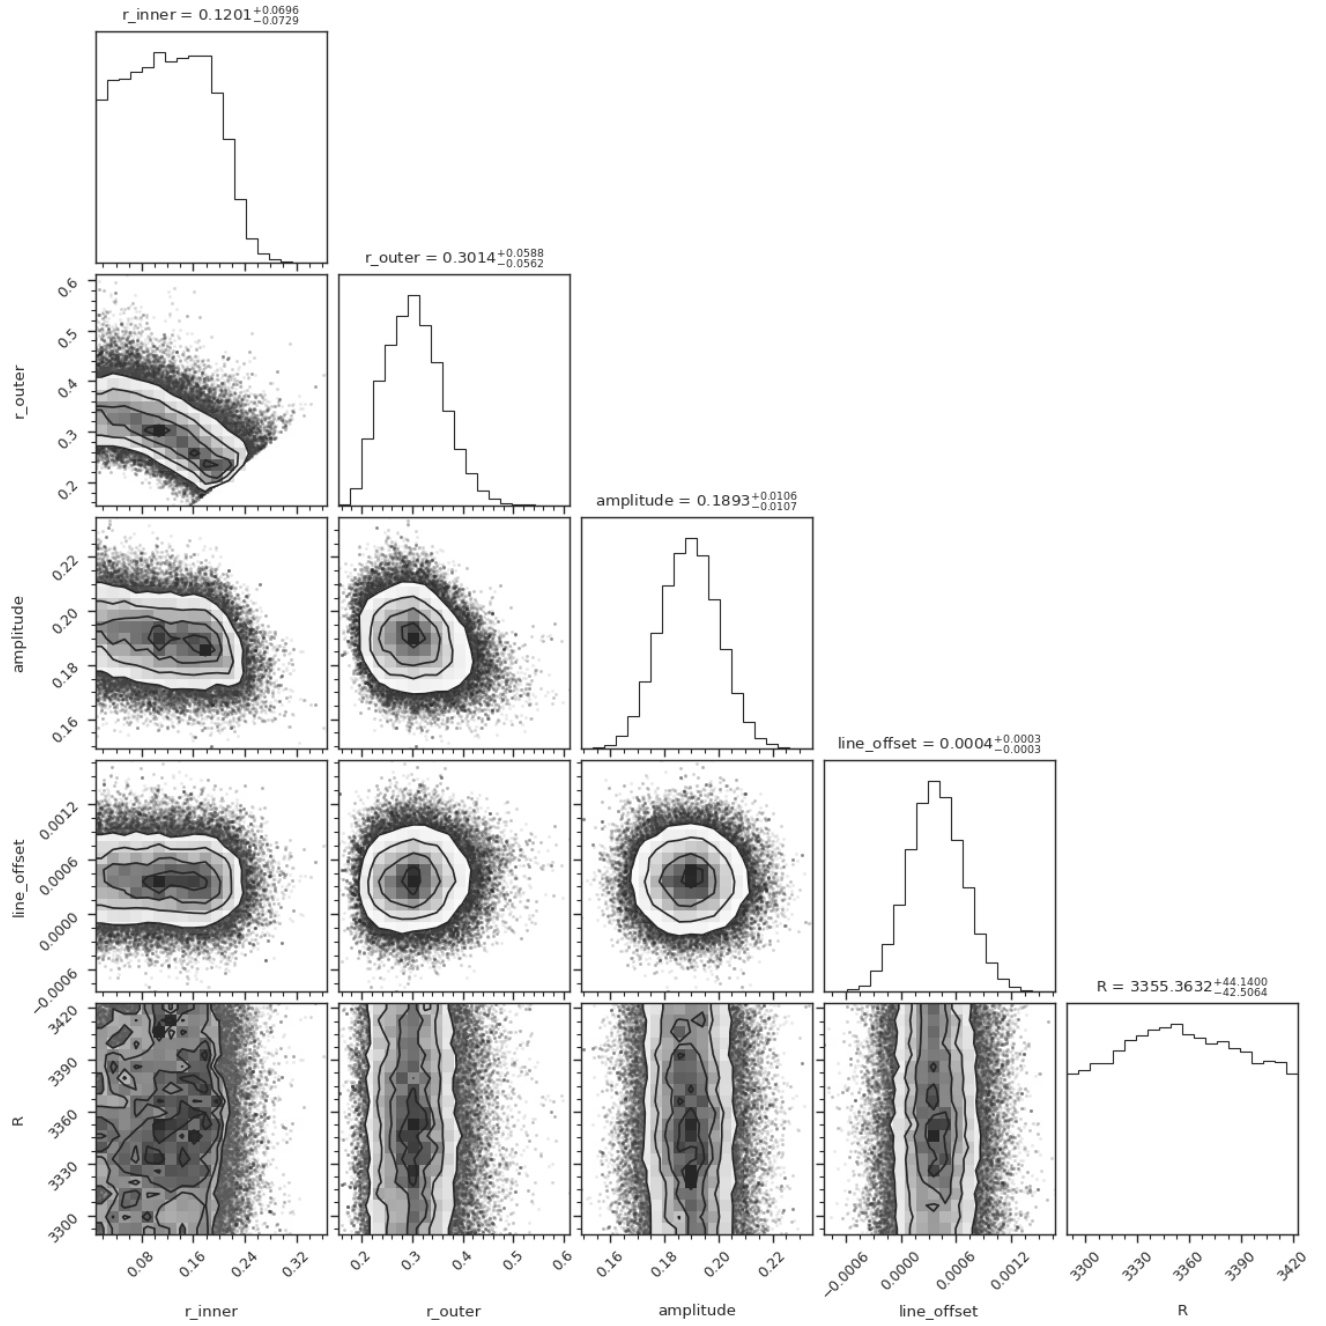 r_inner = 0.1201+0.0696−0.0729
r_outer = 0.3014+0.0588−0.0562
r_outer
0.6
0.5
0.4
0.3
0.2
amplitude = 0.1893+0.0106−0.0107
amplitude
0.22
0.20
0.18
0.16
line_offset = 0.0004+0.0003−0.0003
line_offset
0.0012
0.0006
0.0000
−0.0006
R = 3355.3632+44.1400−42.5064
R
3420
3390
3360
3330
3300
0.08 0.16 0.24 0.32
0.2 0.3 0.4 0.5 0.6
0.16 0.18 0.20 0.22
−0.0006 0.0000 0.0006 0.0012
3300 3330 3360 3390 3420
r_inner r_outer amplitude line_offset R